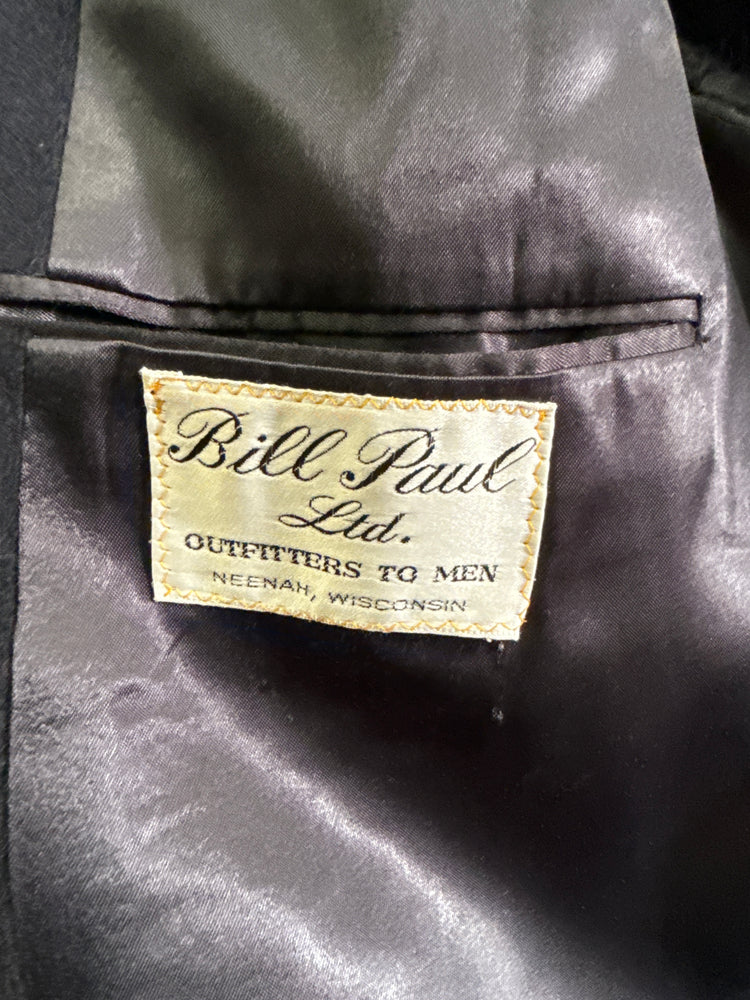 Bill Paul
Ltd.
OUTFITTERS TO MEN
NEENAH, WISCONSIN